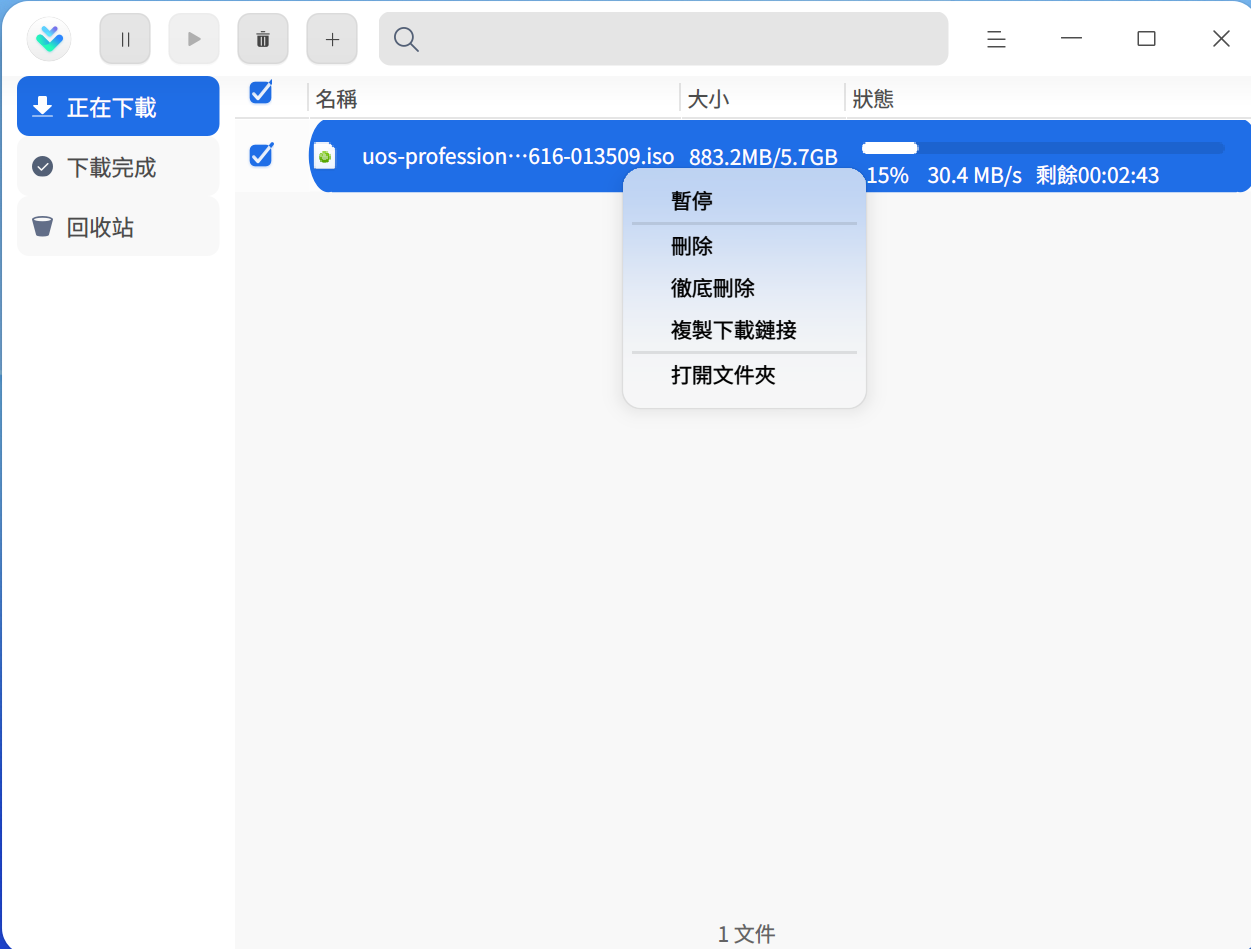 正在下載
下載完成
回收站
名稱 大小 狀態
uos-profession⋯616-013509.iso 883.2MB/5.7GB 15% 30.4 MB/s 剩餘00:02:43
暫停
刪除
徹底刪除
複製下載鏈接
打開文件夾
1 文件